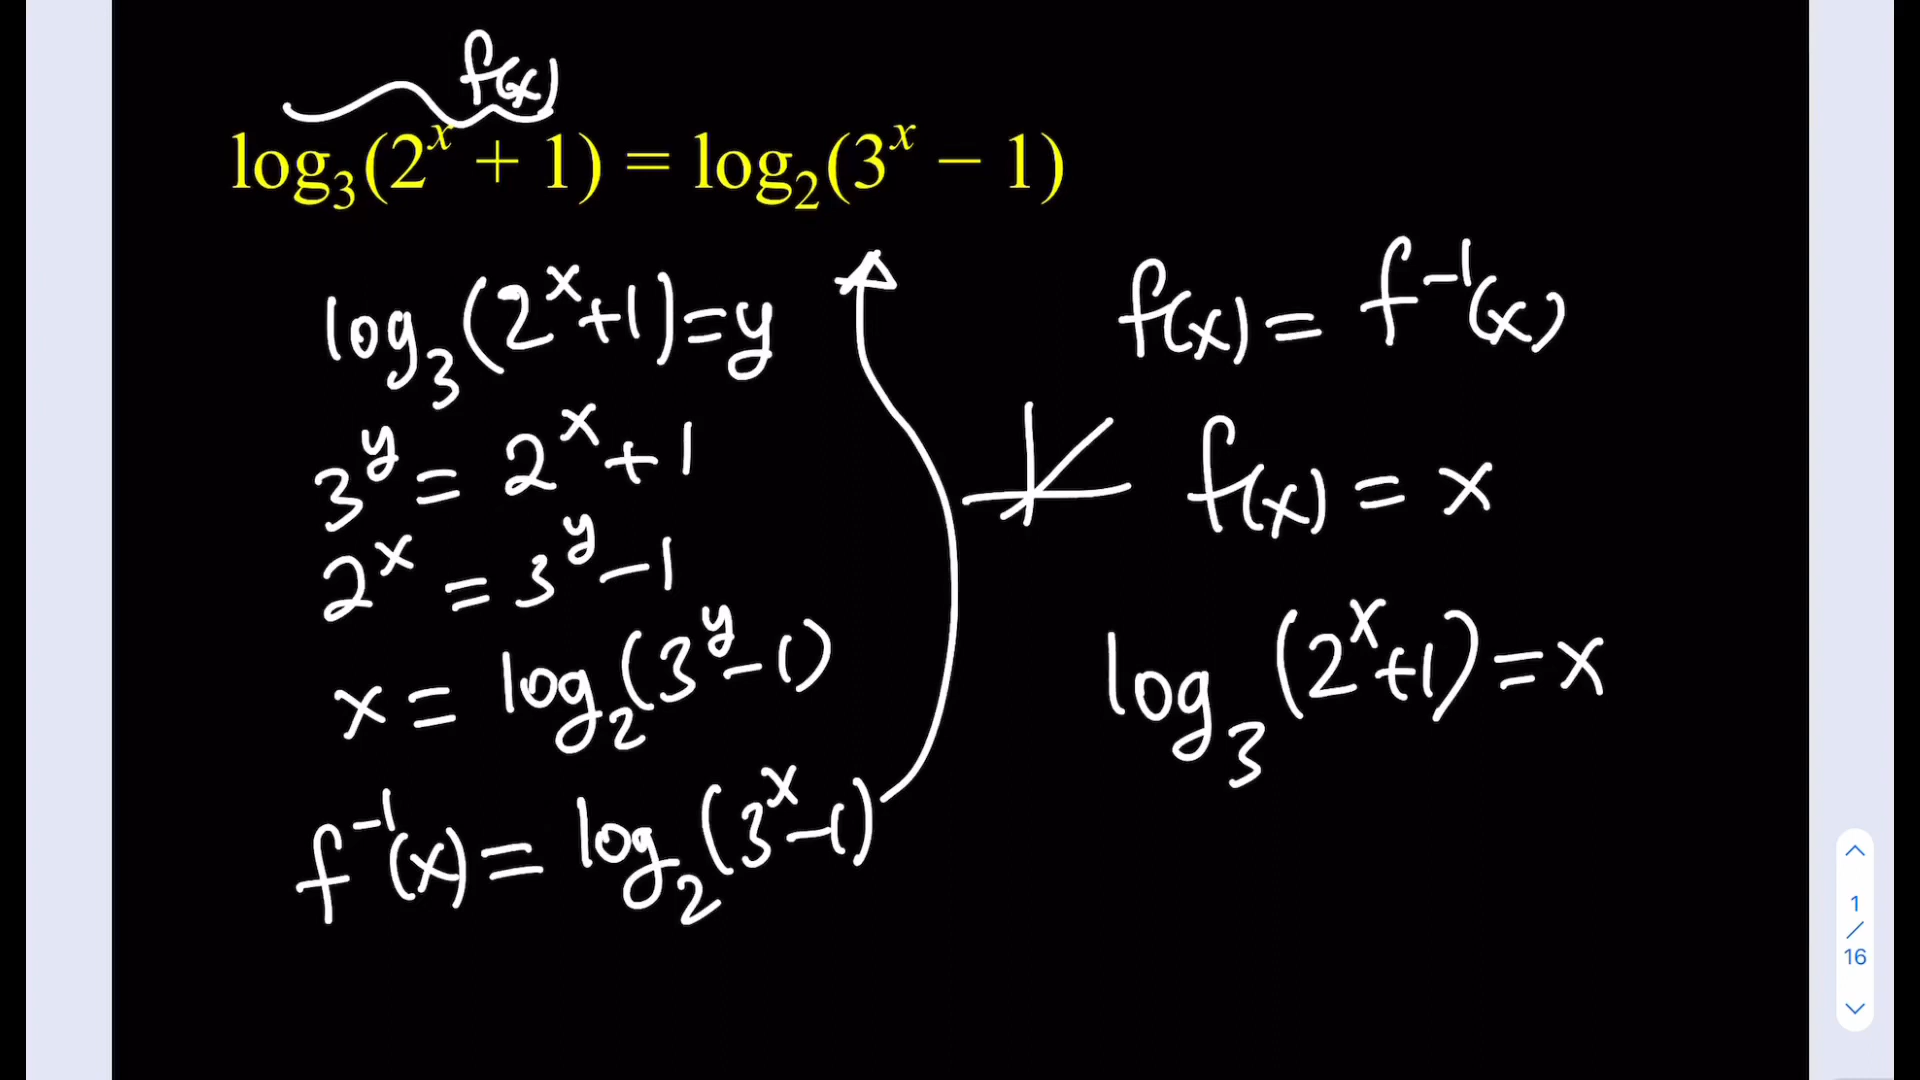 f(x)
log₃(2ˣ + 1) = log₂(3ˣ − 1)
log₃(2ˣ+1)=y
3ʸ = 2ˣ+1
2ˣ = 3ʸ−1
x = log₂(3ʸ−1)
f⁻¹(x) = log₂(3ˣ−1)
f(x) = f⁻¹(x)
f(x) = x
log₃(2ˣ+1)=x
1
/
16